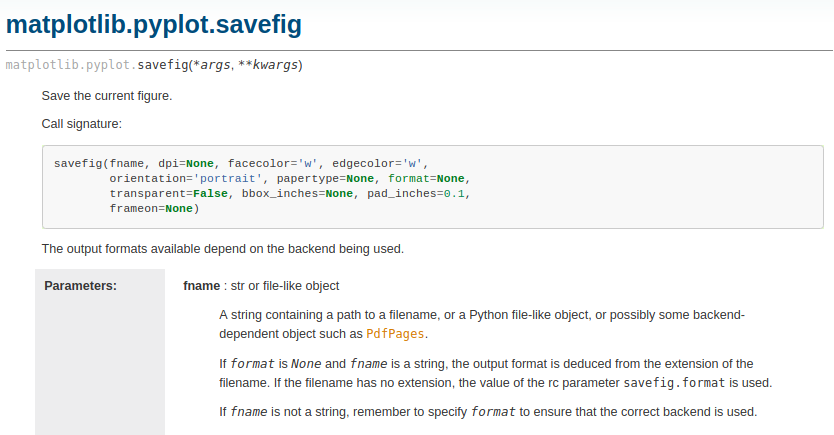 matplotlib.pyplot.savefig
matplotlib.pyplot.savefig(*args, **kwargs)
Save the current figure.
Call signature:
savefig(fname, dpi=None, facecolor='w', edgecolor='w',
        orientation='portrait', papertype=None, format=None,
        transparent=False, bbox_inches=None, pad_inches=0.1,
        frameon=None)
The output formats available depend on the backend being used.
Parameters: fname : str or file-like object
A string containing a path to a filename, or a Python file-like object, or possibly some backend-
dependent object such as PdfPages.
If format is None and fname is a string, the output format is deduced from the extension of the
filename. If the filename has no extension, the value of the rc parameter savefig.format is used.
If fname is not a string, remember to specify format to ensure that the correct backend is used.